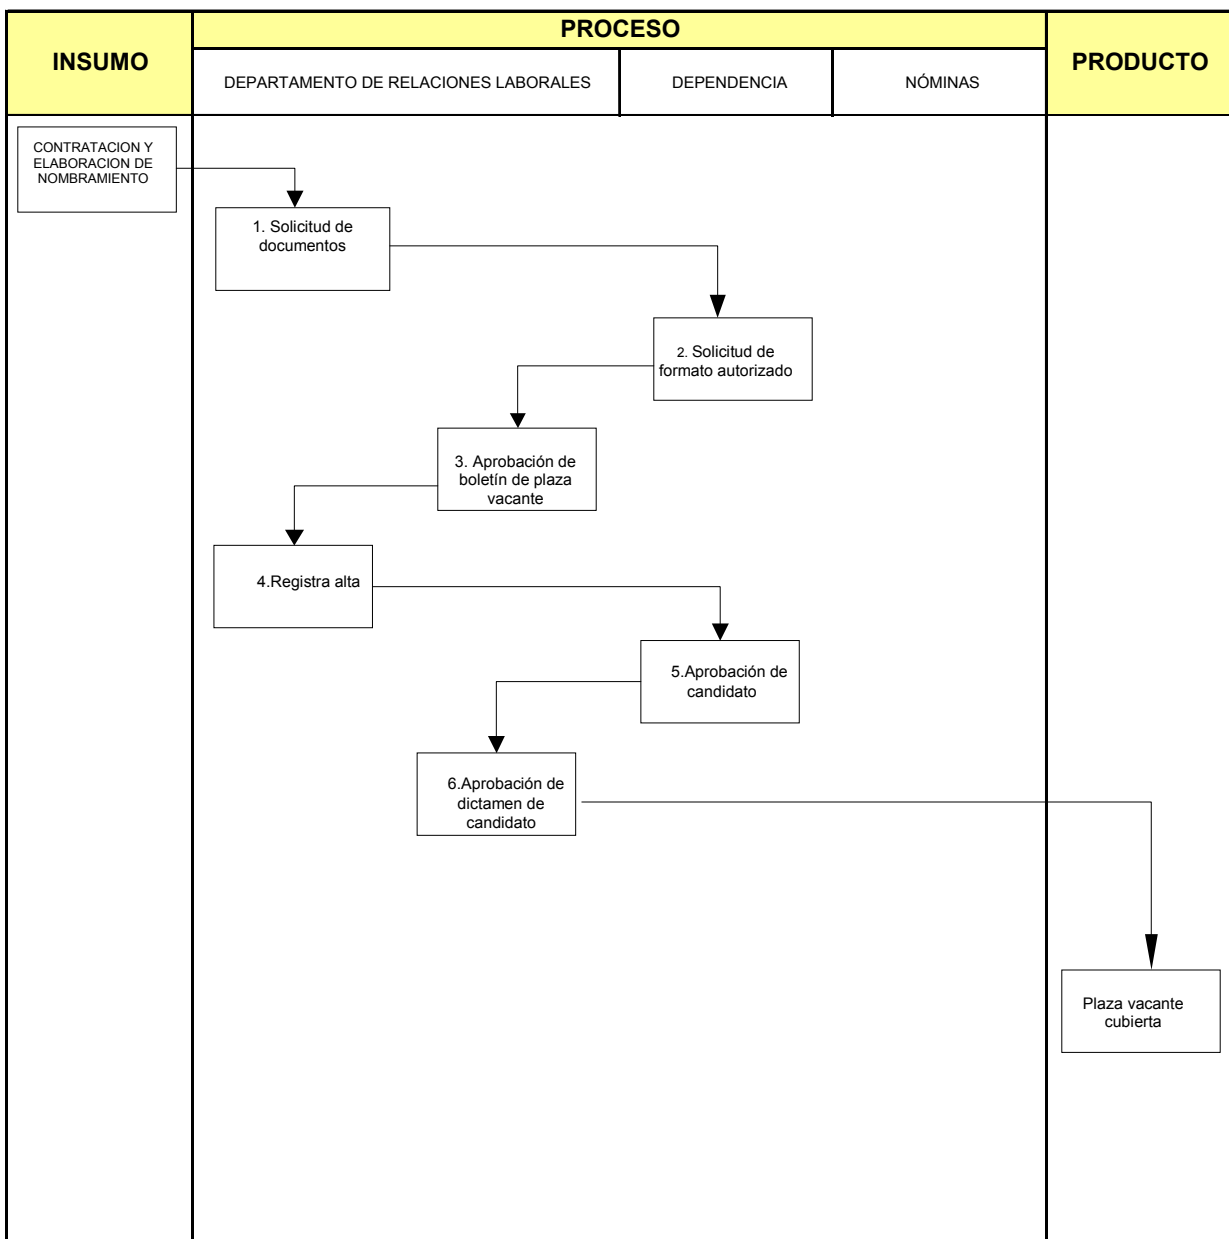 INSUMO
PROCESO
PRODUCTO
DEPARTAMENTO DE RELACIONES LABORALES
DEPENDENCIA
NÓMINAS
CONTRATACION Y
ELABORACION DE
NOMBRAMIENTO
1. Solicitud de
documentos
2. Solicitud de
formato autorizado
3. Aprobación de
boletín de plaza
vacante
4.Registra alta
5.Aprobación de
candidato
6.Aprobación de
dictamen de
candidato
Plaza vacante
cubierta